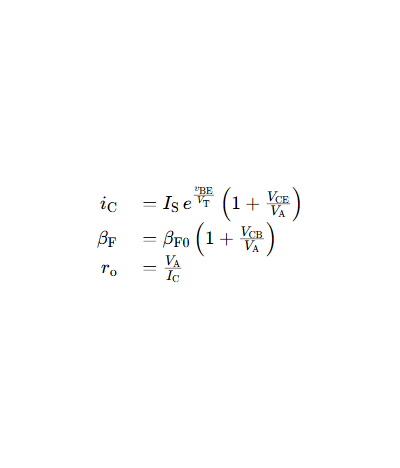 i_C = I_S e^{v_BE/V_T} (1 + V_CE/V_A)
β_F = β_F0 (1 + V_CB/V_A)
r_o = V_A/I_C